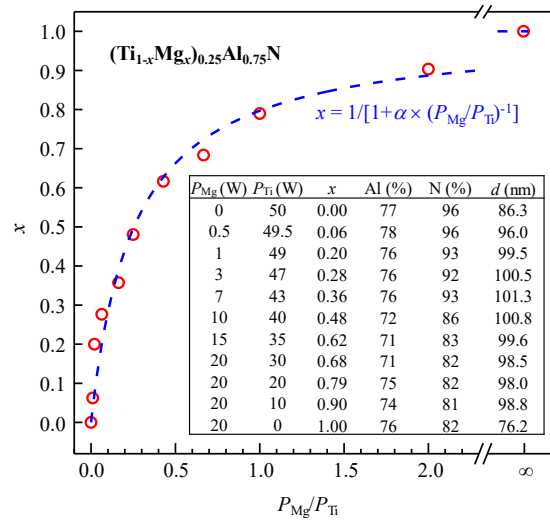 (Ti1-xMgx)0.25Al0.75N
x = 1/[1+α × (PMg/PTi)-1]
PMg (W) PTi (W) x Al (%) N (%) d (nm)
0 50 0.00 77 96 86.3
0.5 49.5 0.06 78 96 96.0
1 49 0.20 76 93 99.5
3 47 0.28 76 92 100.5
7 43 0.36 76 93 101.3
10 40 0.48 72 86 100.8
15 35 0.62 71 83 99.6
20 30 0.68 71 82 98.5
20 20 0.79 75 82 98.0
20 10 0.90 74 81 98.8
20 0 1.00 76 82 76.2
1.0
0.9
0.8
0.7
0.6
0.5
0.4
0.3
0.2
0.1
0.0
x
0.0 0.5 1.0 1.5 2.0 ∞
PMg/PTi